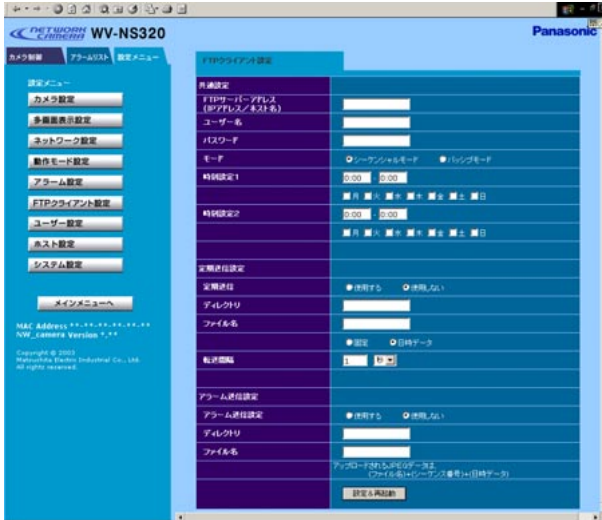 NETWORK CAMERA WV-NS320
Panasonic
カメラ制御 アラームリスト 設定メニュー
設定メニュー
カメラ設定
多画面表示設定
ネットワーク設定
動作モード設定
アラーム設定
FTPクライアント設定
ユーザー設定
ホスト設定
システム設定
メインメニューへ
MAC Address **-**-**-**-**-**
NW_camera Version *.**
Copyright © 2003
Matsushita Electric Industrial Co., Ltd.
All rights reserved.
FTPクライアント設定
共通設定
FTPサーバーアドレス
(IPアドレス/ホスト名)
ユーザー名
パスワード
モード シーケンシャルモード パッシブモード
時刻設定1 0:00 - 0:00
月 火 水 木 金 土 日
時刻設定2 0:00 - 0:00
月 火 水 木 金 土 日
定期送信設定
定期送信 使用する 使用しない
ディレクトリ
ファイル名
固定 日時データ
転送間隔 1 秒
アラーム送信設定
アラーム送信設定 使用する 使用しない
ディレクトリ
ファイル名
アップロードされるJPEGデータは、
(ファイル名)+(シーケンス番号)+(日時データ)
設定&再起動